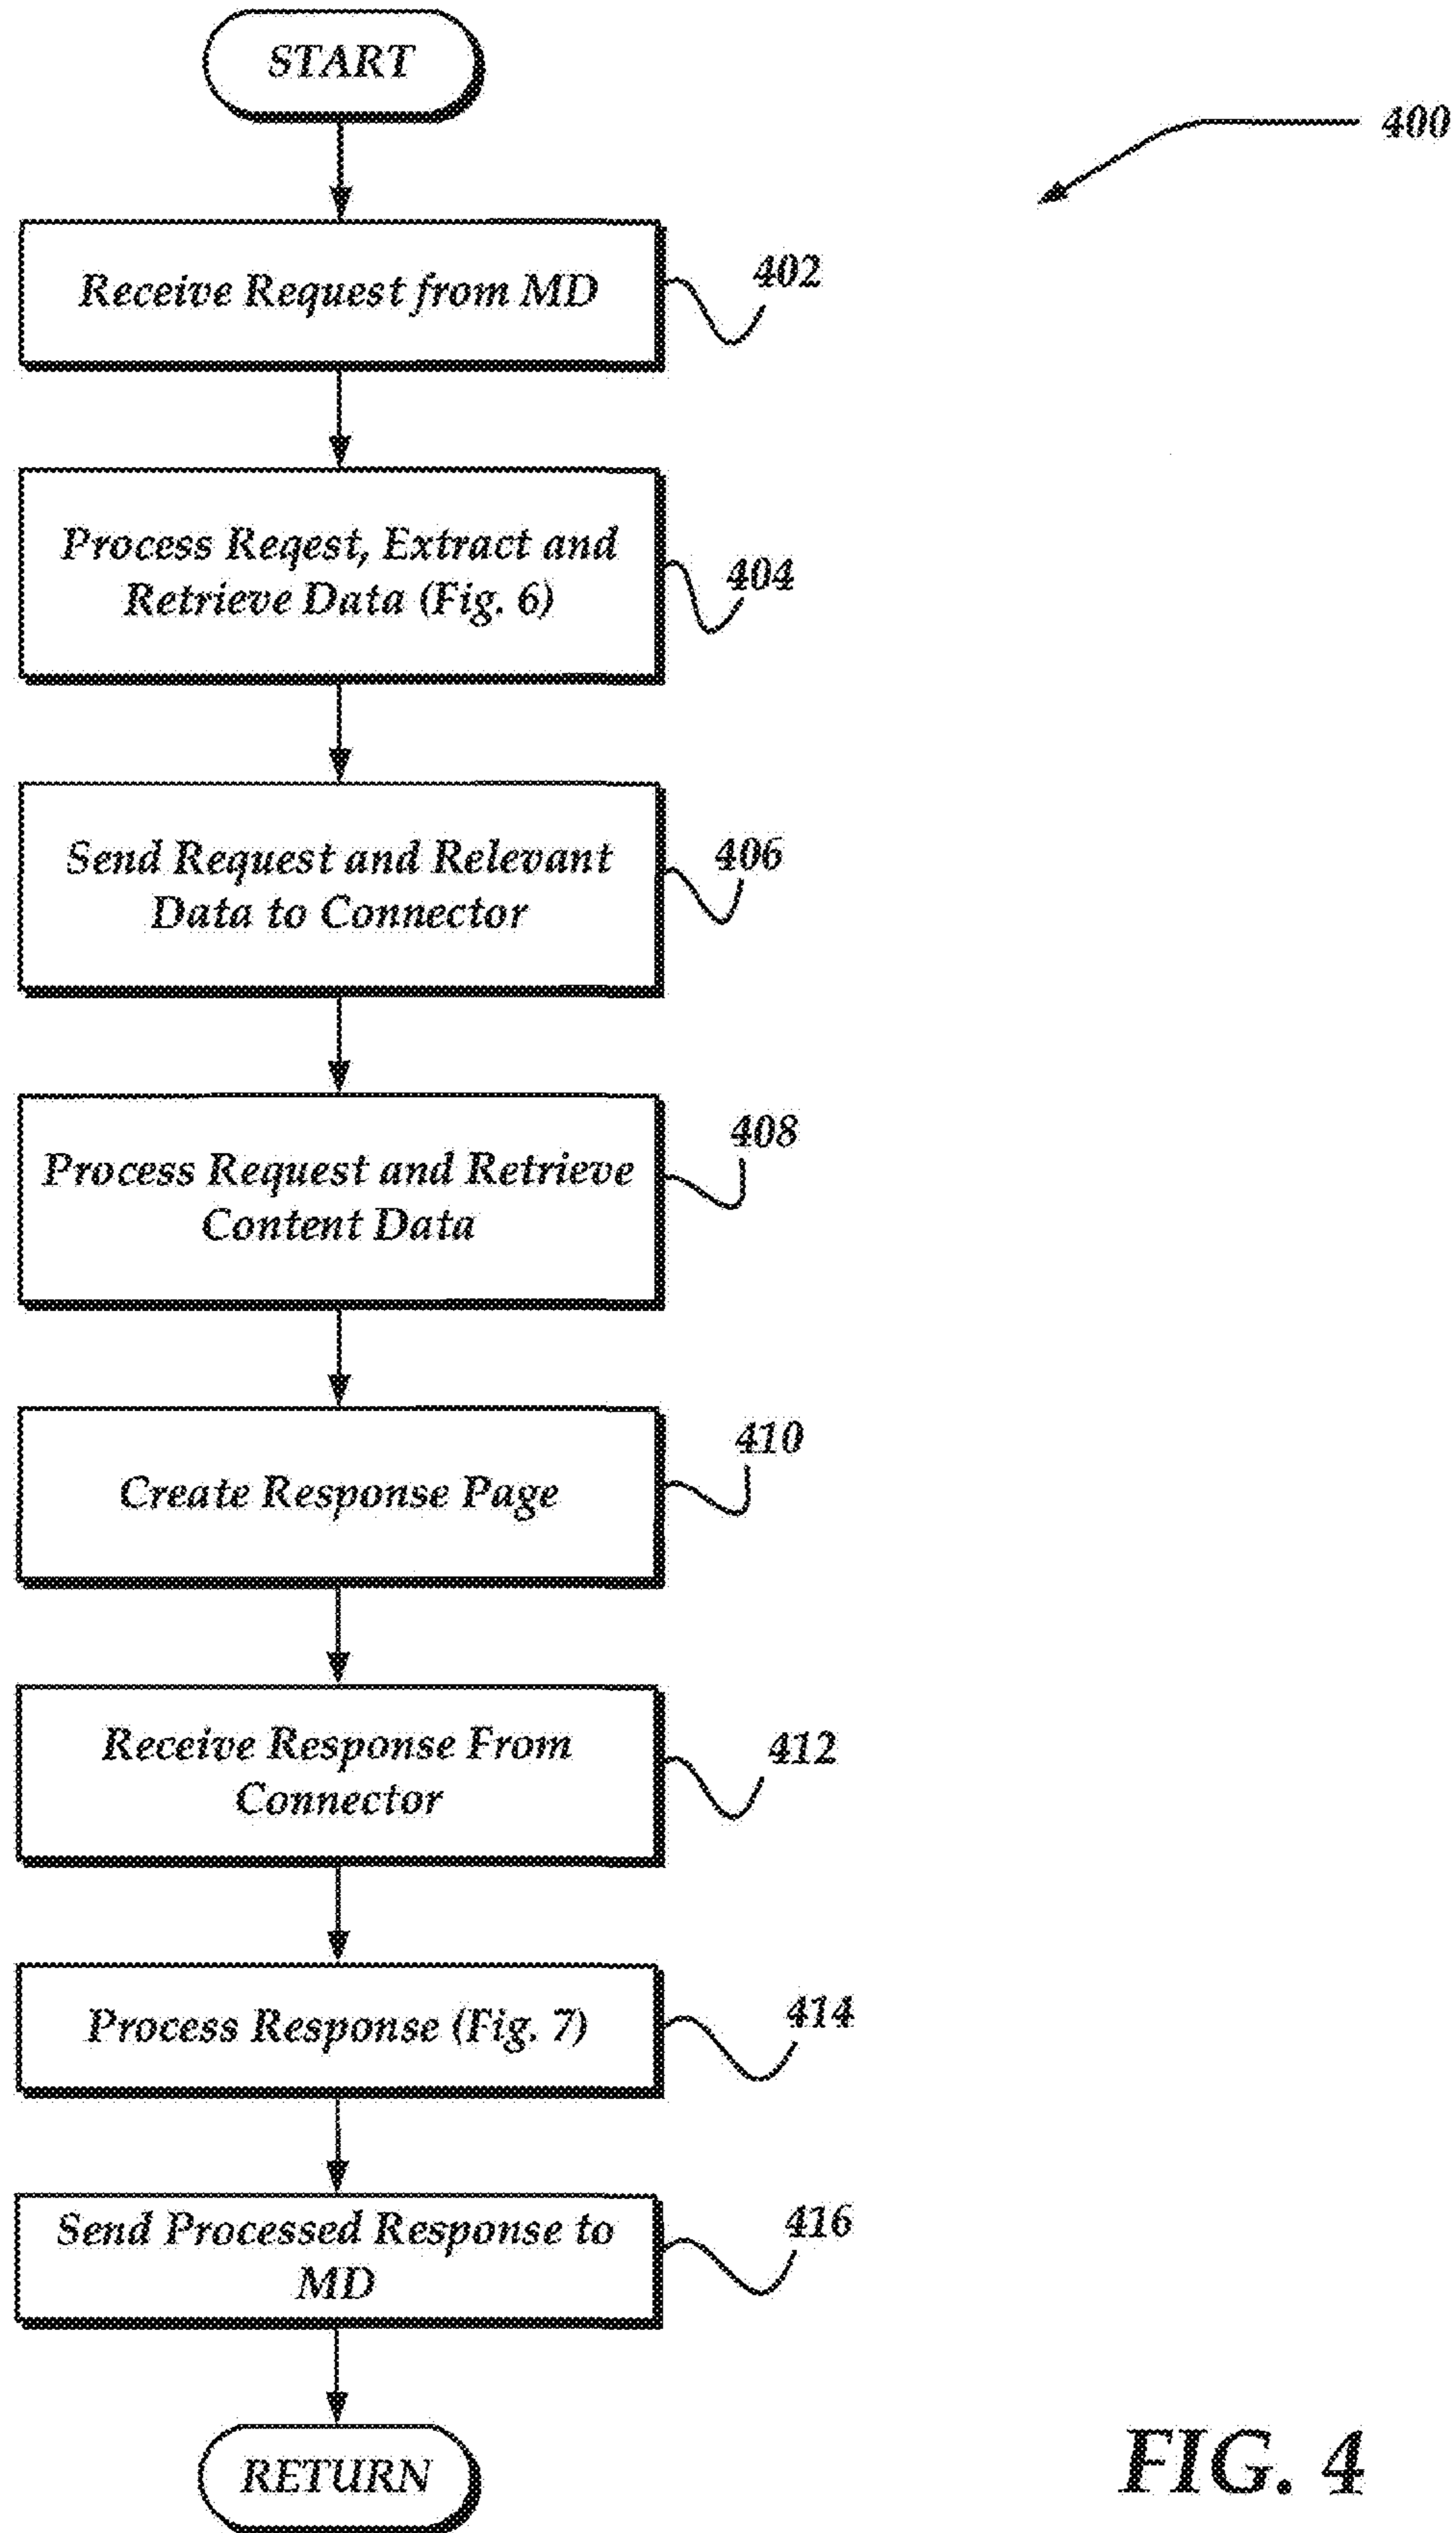 START
400
Receive Request from MD
402
Process Reqest, Extract and
Retrieve Data (Fig. 6)
404
Send Request and Relevant
Data to Connector
406
Process Request and Retrieve
Content Data
408
Create Response Page
410
Receive Response From
Connector
412
Process Response (Fig. 7)
414
Send Processed Response to
MD
416
RETURN
FIG. 4